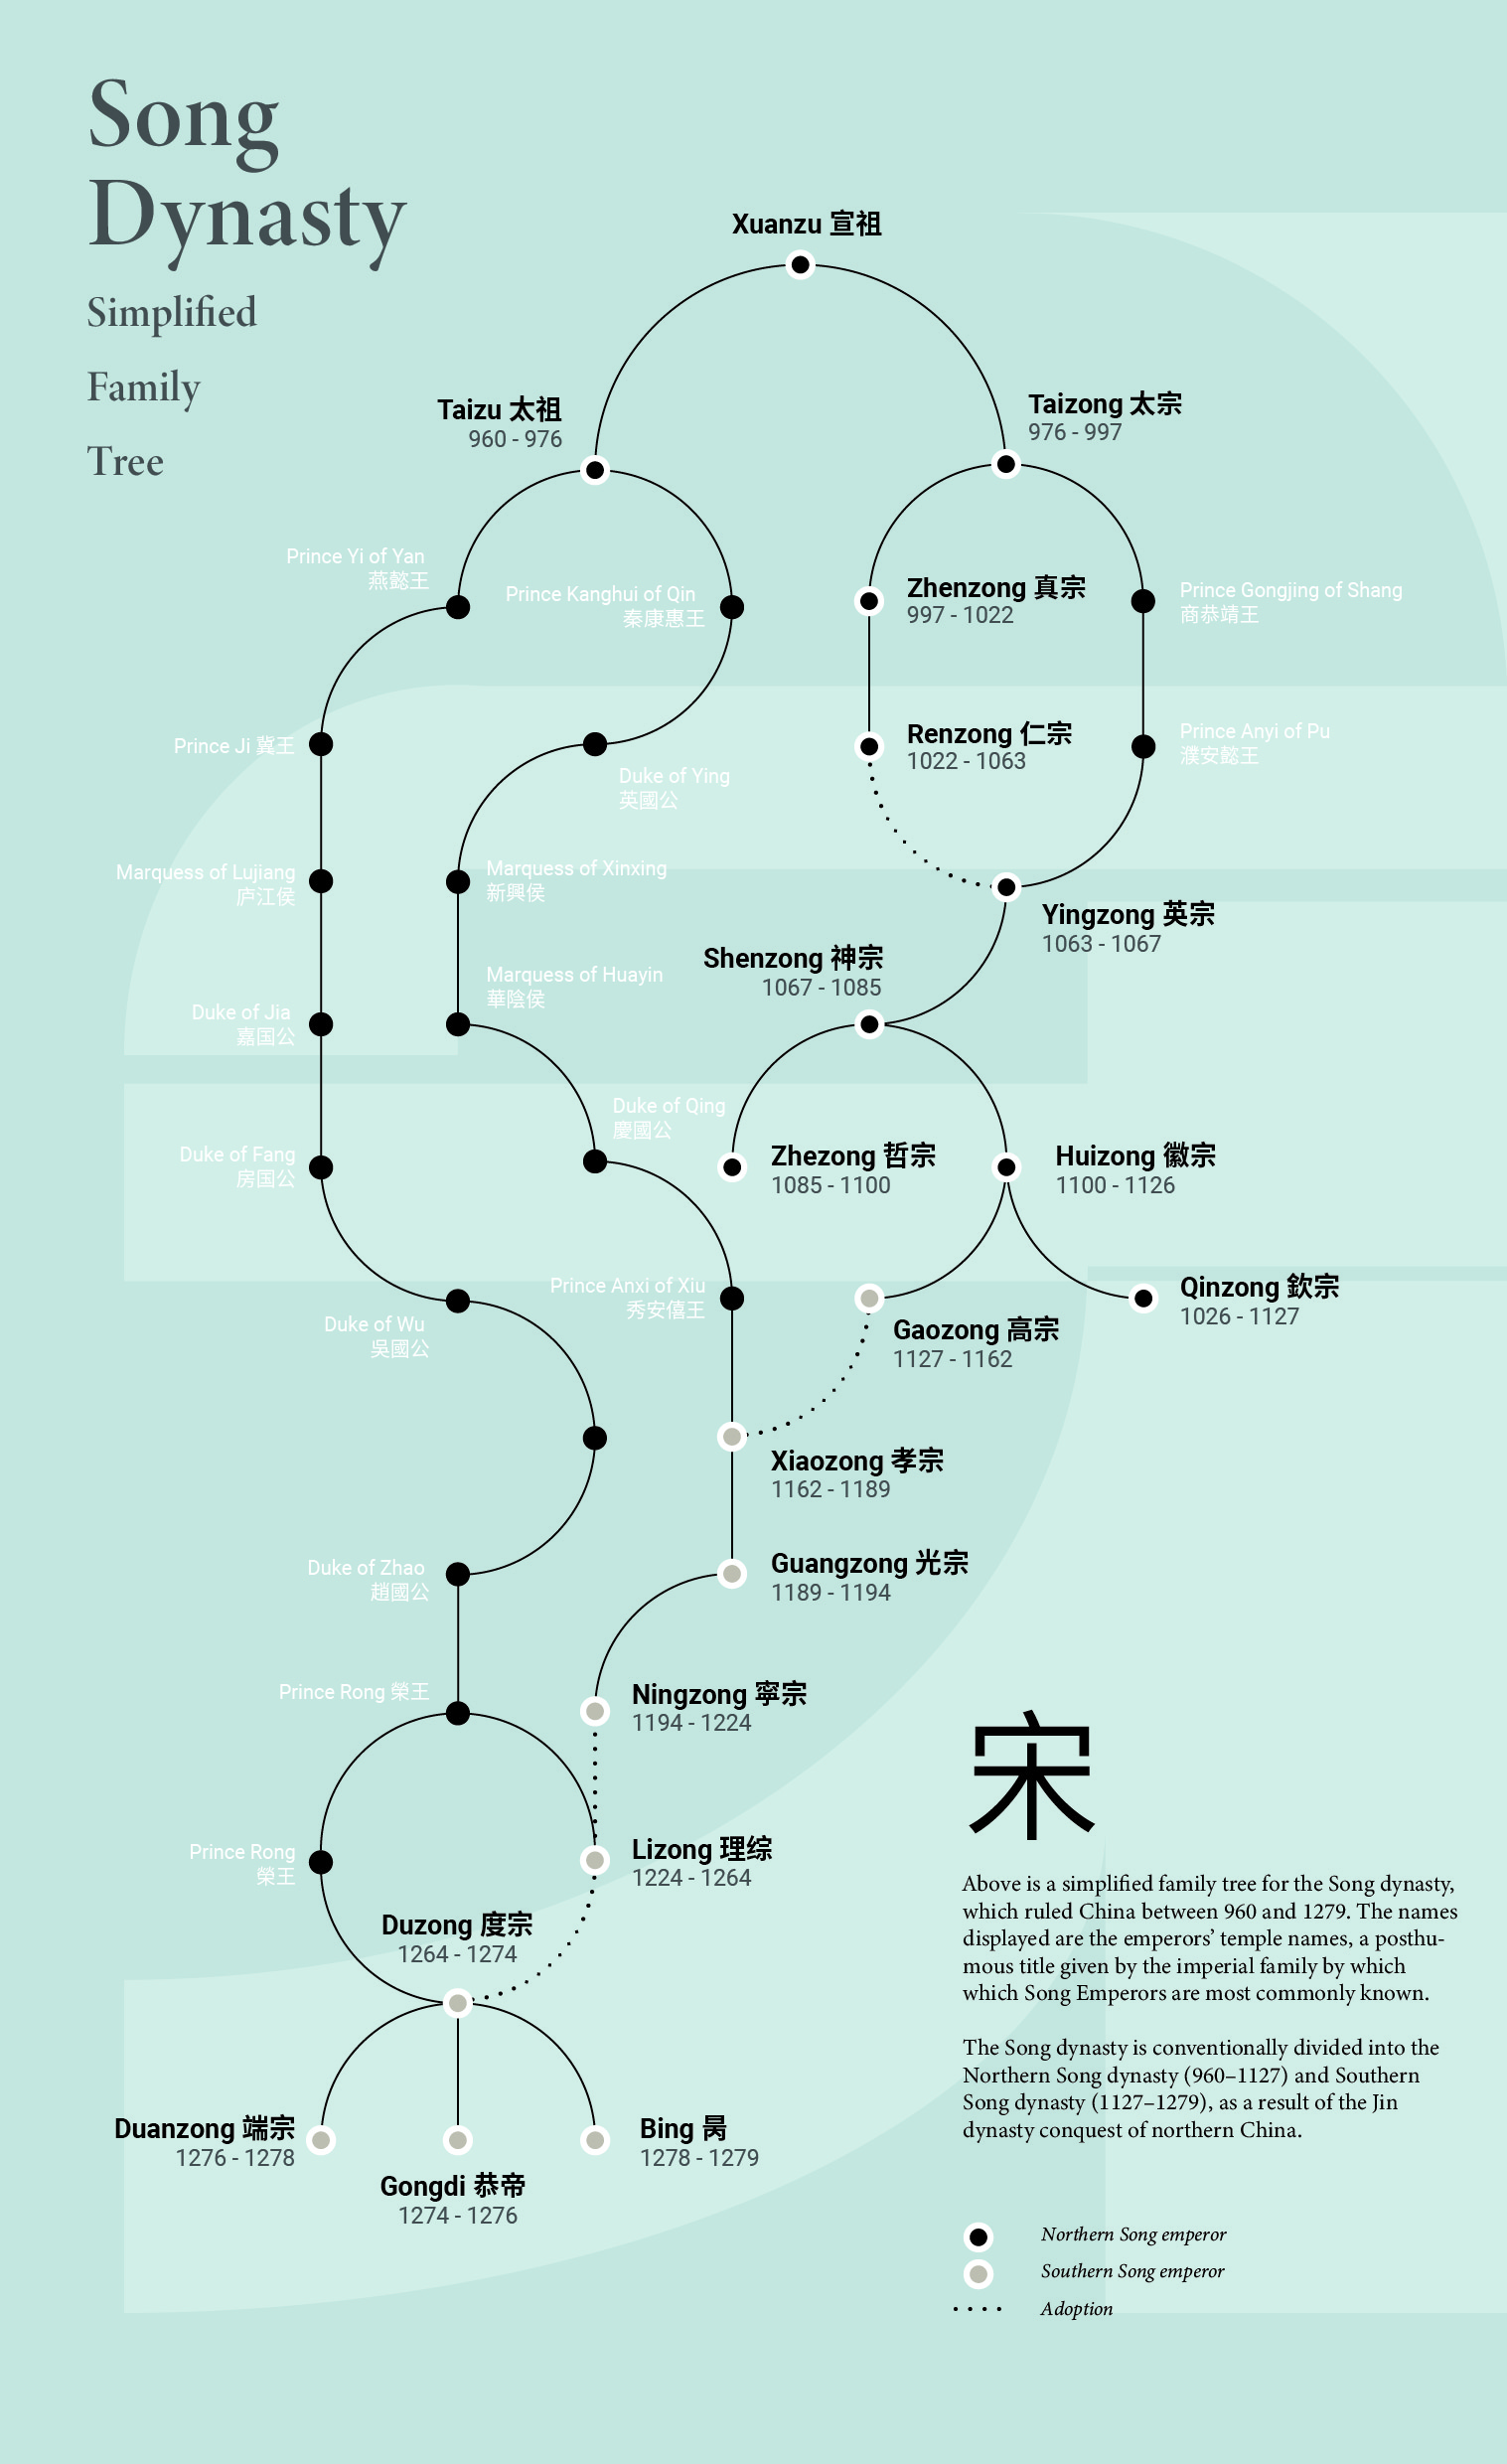 Song
Dynasty
Simplified
Family
Tree
Xuanzu 宣祖
Taizu 太祖
960 - 976
Taizong 太宗
976 - 997
Prince Yi of Yan
燕懿王
Prince Kanghui of Qin
秦康惠王
Zhenzong 真宗
997 - 1022
Prince Gongjing of Shang
商恭靖王
Prince Ji 冀王
Duke of Ying
英國公
Renzong 仁宗
1022 - 1063
Prince Anyi of Pu
濮安懿王
Marquess of Lujiang
庐江侯
Marquess of Xinxing
新興侯
Yingzong 英宗
1063 - 1067
Shenzong 神宗
1067 - 1085
Duke of Jia
嘉国公
Marquess of Huayin
華陰侯
Duke of Qing
慶國公
Duke of Fang
房国公
Zhezong 哲宗
1085 - 1100
Huizong 徽宗
1100 - 1126
Duke of Wu
吳國公
Prince Anxi of Xiu
秀安僖王
Gaozong 高宗
1127 - 1162
Qinzong 欽宗
1026 - 1127
Xiaozong 孝宗
1162 - 1189
Duke of Zhao
趙國公
Guangzong 光宗
1189 - 1194
Prince Rong 榮王
Ningzong 寧宗
1194 - 1224
Prince Rong
榮王
Lizong 理综
1224 - 1264
Duzong 度宗
1264 - 1274
Duanzong 端宗
1276 - 1278
Gongdi 恭帝
1274 - 1276
Bing 昺
1278 - 1279
宋
Above is a simplified family tree for the Song dynasty,
which ruled China between 960 and 1279. The names
displayed are the emperors’ temple names, a posthu-
mous title given by the imperial family by which
which Song Emperors are most commonly known.
The Song dynasty is conventionally divided into the
Northern Song dynasty (960–1127) and Southern
Song dynasty (1127–1279), as a result of the Jin
dynasty conquest of northern China.
Northern Song emperor
Southern Song emperor
Adoption